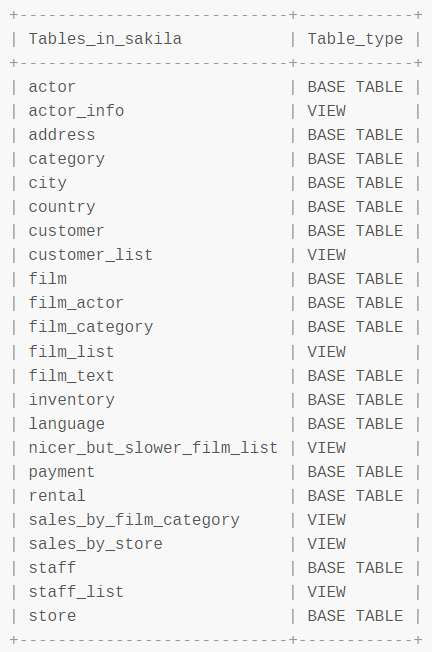 +----------------------------+------------+
| Tables_in_sakila           | Table_type |
+----------------------------+------------+
| actor                      | BASE TABLE |
| actor_info                 | VIEW       |
| address                    | BASE TABLE |
| category                   | BASE TABLE |
| city                       | BASE TABLE |
| country                    | BASE TABLE |
| customer                   | BASE TABLE |
| customer_list              | VIEW       |
| film                       | BASE TABLE |
| film_actor                 | BASE TABLE |
| film_category              | BASE TABLE |
| film_list                  | VIEW       |
| film_text                  | BASE TABLE |
| inventory                  | BASE TABLE |
| language                   | BASE TABLE |
| nicer_but_slower_film_list | VIEW       |
| payment                    | BASE TABLE |
| rental                     | BASE TABLE |
| sales_by_film_category     | VIEW       |
| sales_by_store             | VIEW       |
| staff                      | BASE TABLE |
| staff_list                 | VIEW       |
| store                      | BASE TABLE |
+----------------------------+------------+